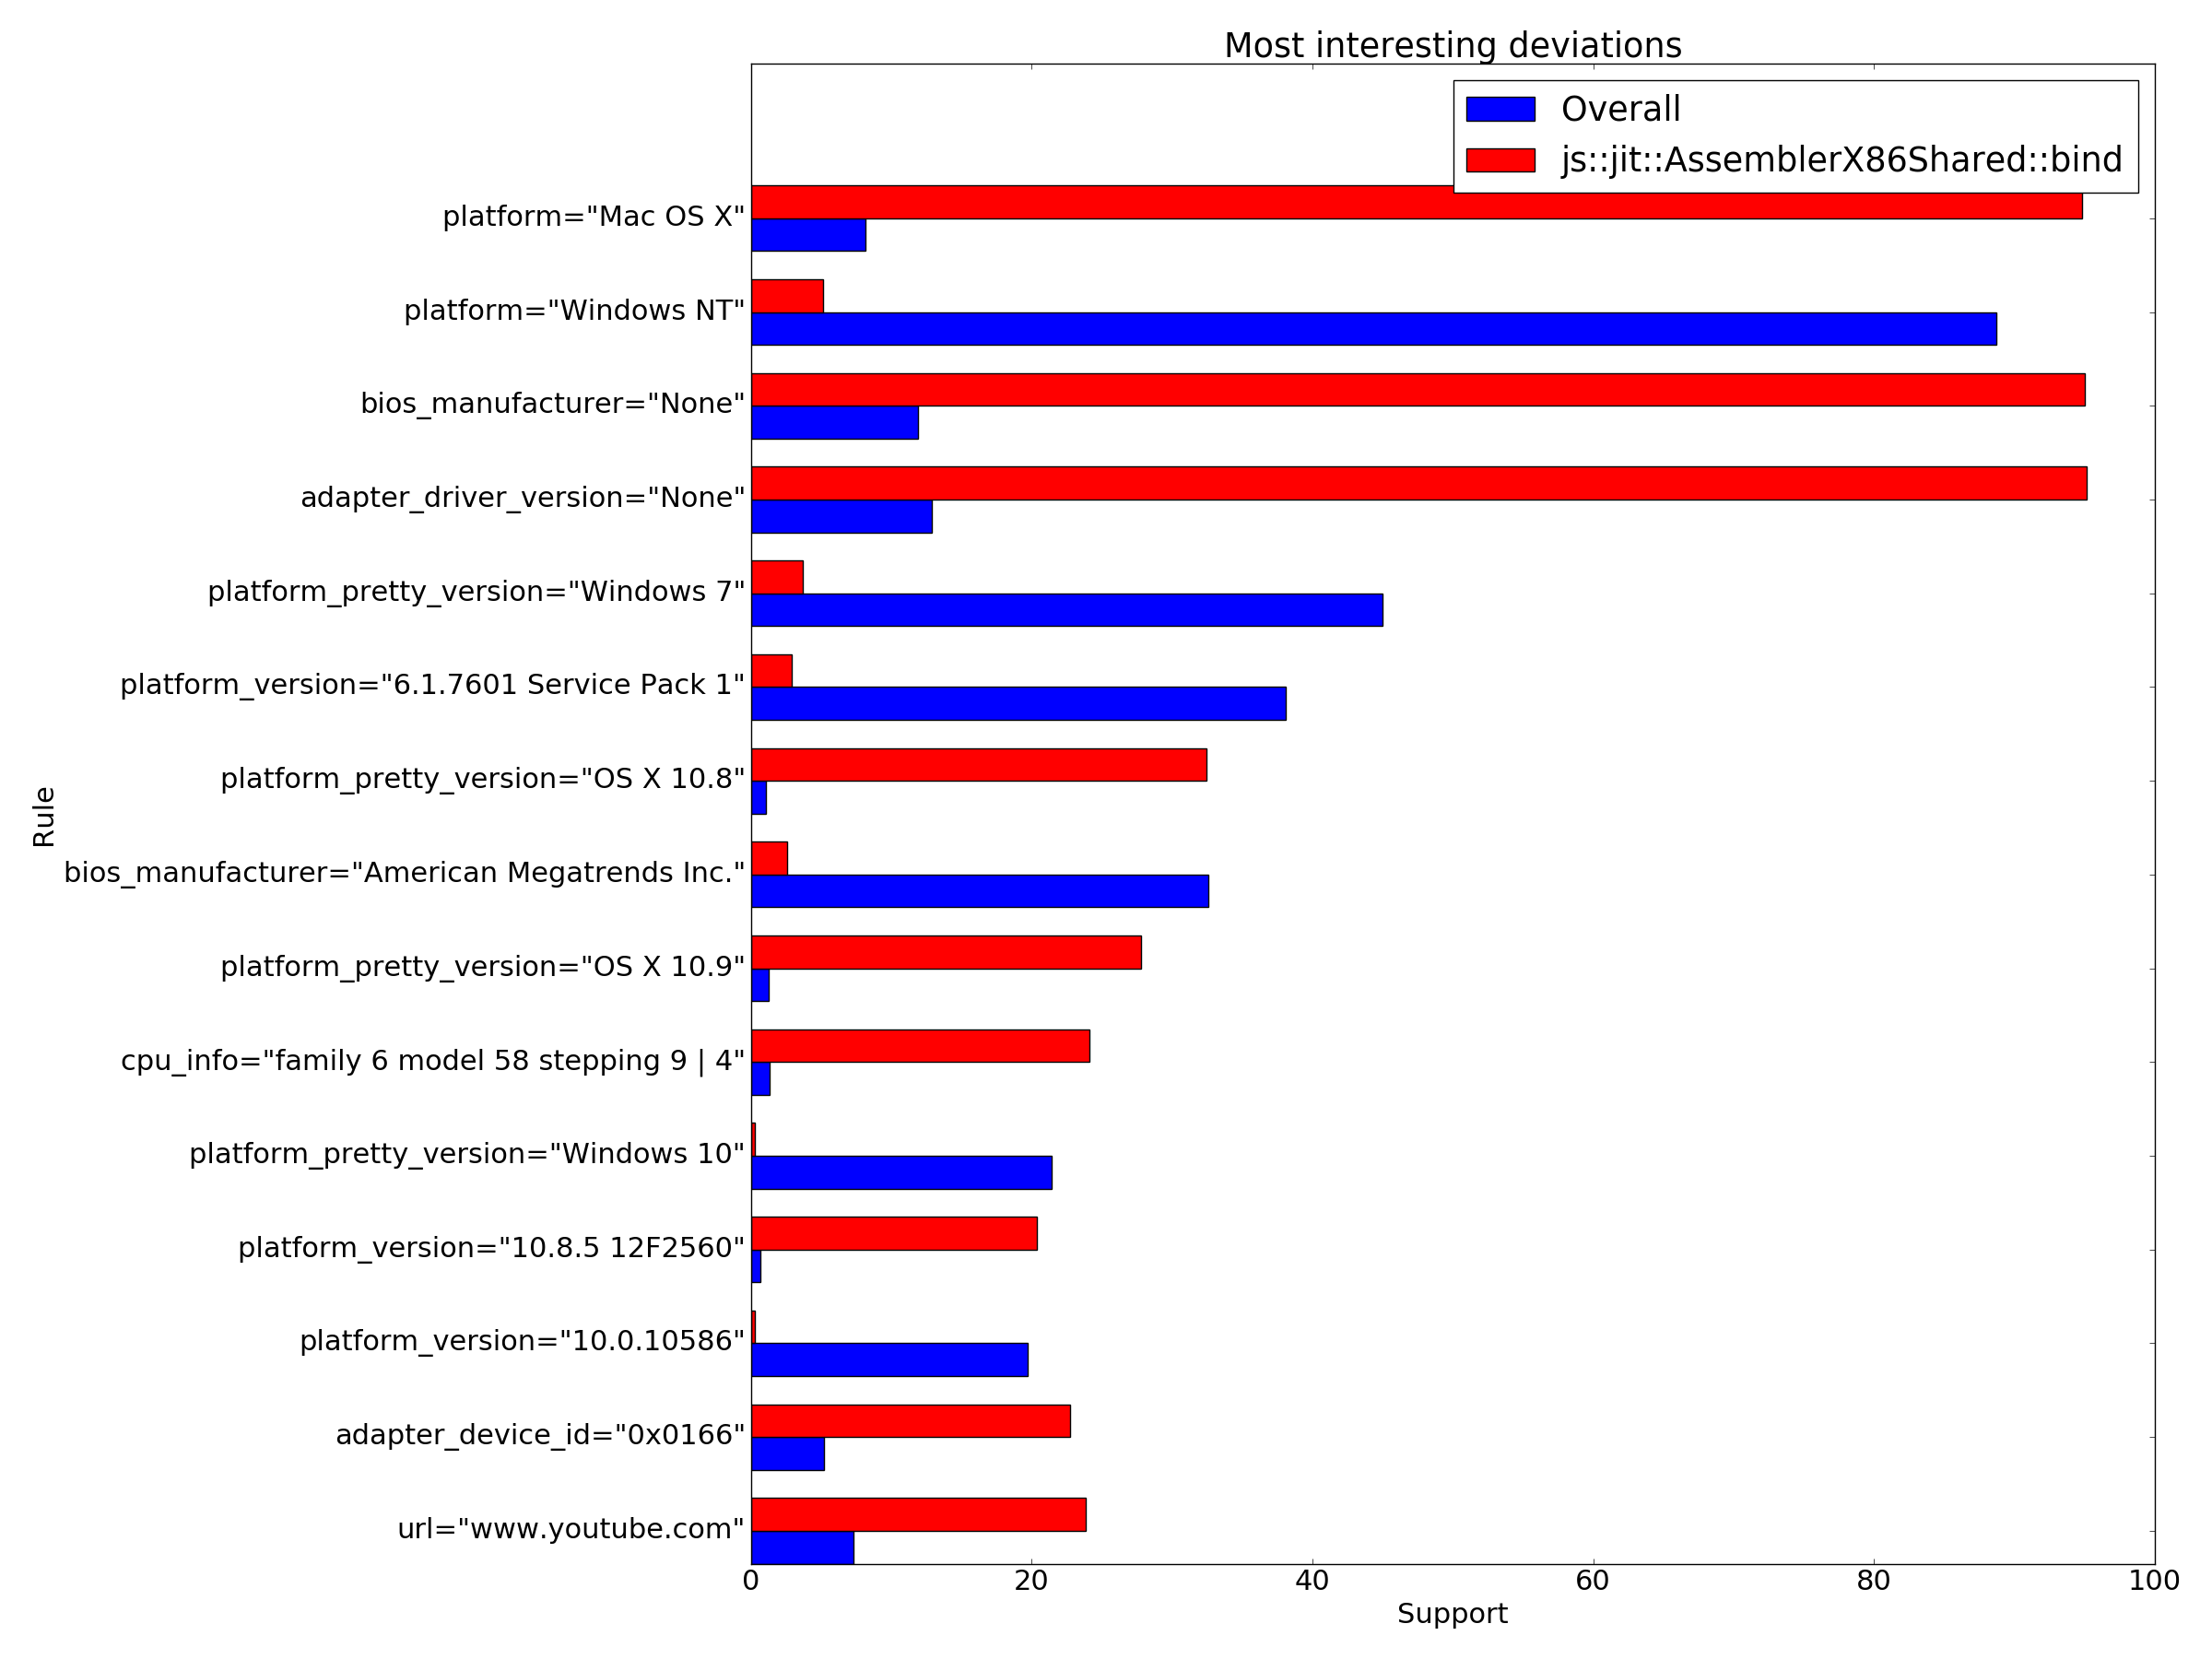 Most interesting deviations
Overall
js::jit::AssemblerX86Shared::bind
platform="Mac OS X"
platform="Windows NT"
bios_manufacturer="None"
adapter_driver_version="None"
platform_pretty_version="Windows 7"
platform_version="6.1.7601 Service Pack 1"
platform_pretty_version="OS X 10.8"
Rule
bios_manufacturer="American Megatrends Inc."
platform_pretty_version="OS X 10.9"
cpu_info="family 6 model 58 stepping 9 | 4"
platform_pretty_version="Windows 10"
platform_version="10.8.5 12F2560"
platform_version="10.0.10586"
adapter_device_id="0x0166"
url="www.youtube.com"
0 20 40 60 80 100
Support